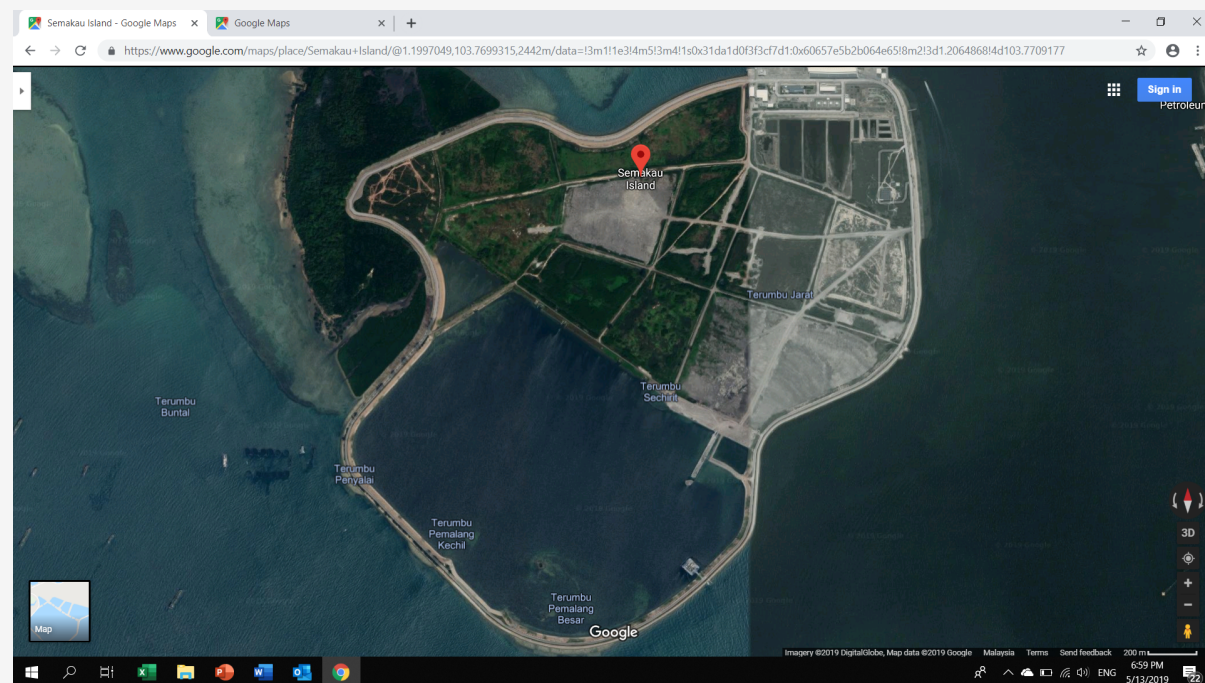 Semakau Island - Google Maps
Google Maps
https://www.google.com/maps/place/Semakau+Island/@1.1997049,103.7699315,2442m/data=!3m1!1e3!4m5!3m4!1s0x31da1d0f3f3cf7d1:0x60657e5b2b064e65!8m2!3d1.2064868!4d103.7709177
Sign in
Petroleur
Semakau
Island
Terumbu Jarat
Terumbu
Sechirit
Terumbu
Buntal
Terumbu
Penyalai
Terumbu
Pemalang
Kechil
Terumbu
Pemalang
Besar
3D
Map
Google
Imagery ©2019 DigitalGlobe, Map data ©2019 Google Malaysia Terms Send feedback 200 m
ENG
6:59 PM
5/13/2019
22